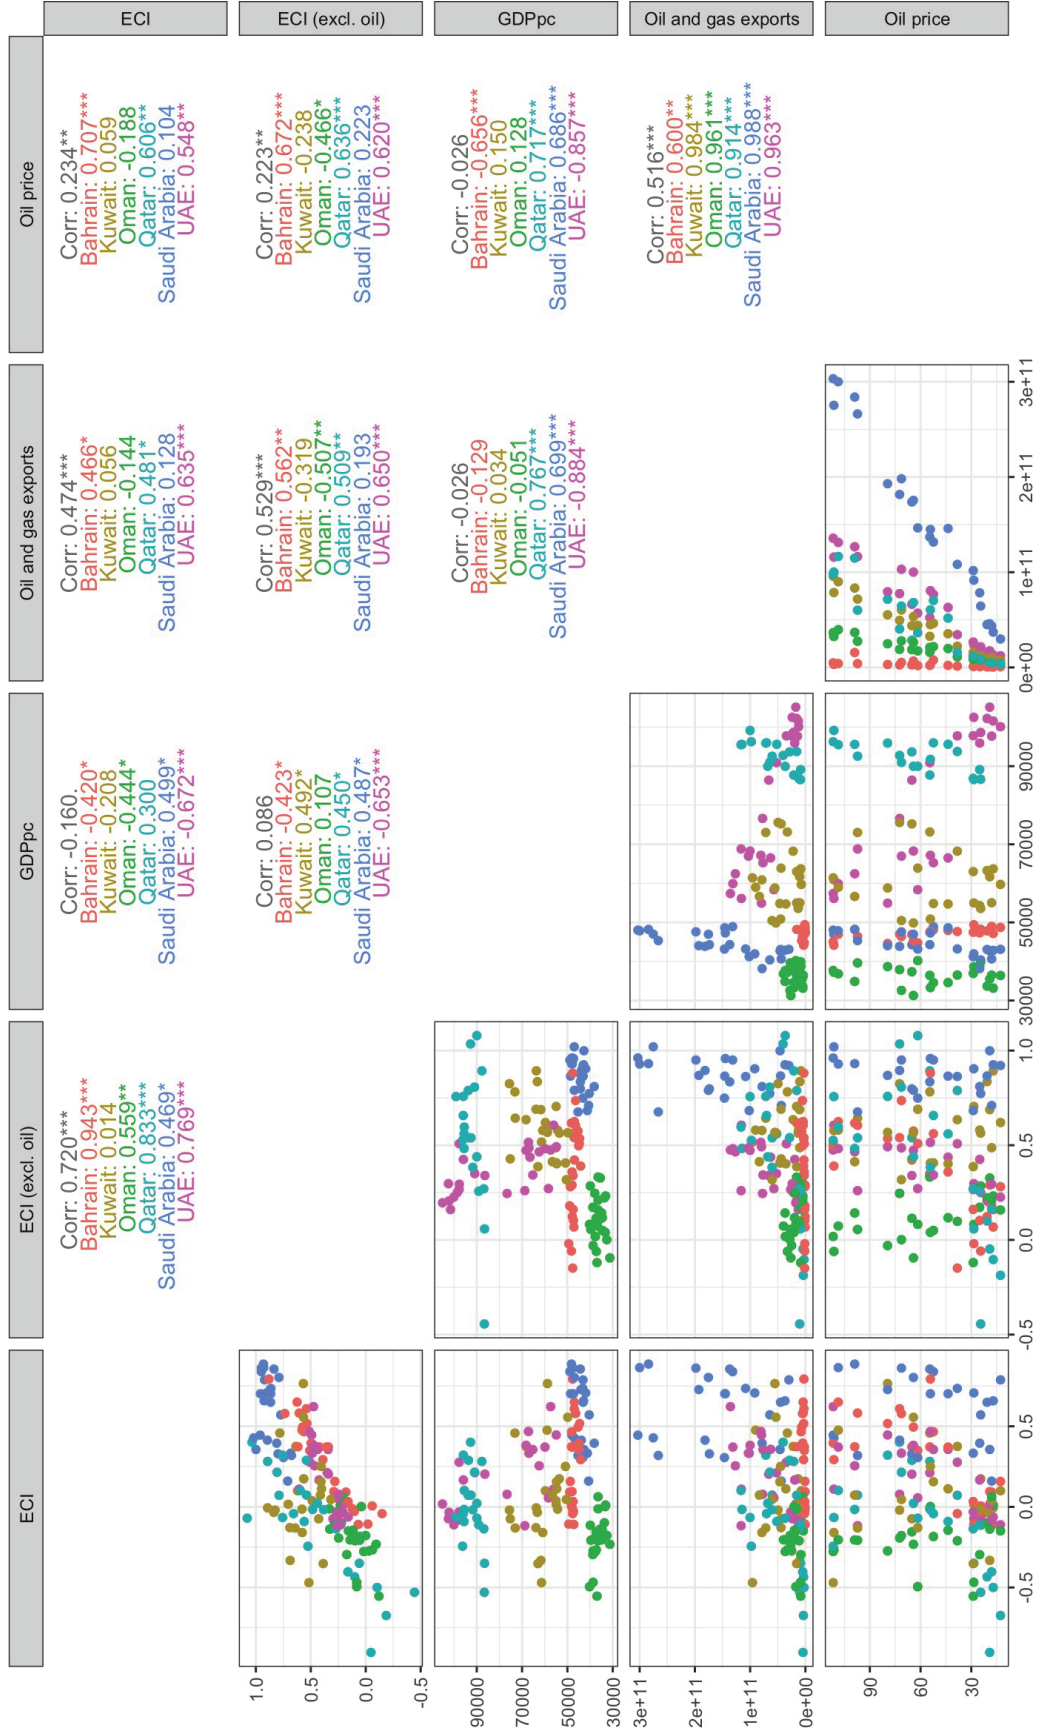 ECI
ECI (excl. oil)
GDPpc
Oil and gas exports
Oil price
Corr: 0.720***
Bahrain: 0.943***
Kuwait: 0.014
Oman: 0.559**
Qatar: 0.833***
Saudi Arabia: 0.469*
UAE: 0.769***
Corr: -0.160.
Bahrain: -0.420*
Kuwait: -0.208
Oman: -0.444*
Qatar: 0.300
Saudi Arabia: 0.499*
UAE: -0.672***
Corr: 0.474***
Bahrain: 0.466*
Kuwait: 0.056
Oman: -0.144
Qatar: 0.481*
Saudi Arabia: 0.128
UAE: 0.635***
Corr: 0.234**
Bahrain: 0.707***
Kuwait: 0.059
Oman: -0.188
Qatar: 0.606**
Saudi Arabia: 0.104
UAE: 0.548**
ECI
1.0
0.5
0.0
-0.5
Corr: 0.086
Bahrain: -0.423*
Kuwait: 0.492*
Oman: 0.107
Qatar: 0.450*
Saudi Arabia: 0.487*
UAE: -0.653***
Corr: 0.529***
Bahrain: 0.562**
Kuwait: -0.319
Oman: -0.507**
Qatar: 0.509**
Saudi Arabia: 0.193
UAE: 0.650***
Corr: 0.223**
Bahrain: 0.672***
Kuwait: -0.238
Oman: -0.466*
Qatar: 0.636***
Saudi Arabia: 0.223
UAE: 0.620***
ECI (excl. oil)
90000
70000
50000
30000
Corr: -0.026
Bahrain: -0.129
Kuwait: 0.034
Oman: -0.051
Qatar: 0.767***
Saudi Arabia: 0.699***
UAE: -0.884***
Corr: -0.026
Bahrain: -0.656***
Kuwait: 0.150
Oman: 0.128
Qatar: 0.717***
Saudi Arabia: 0.686***
UAE: -0.857***
GDPpc
3e+11
2e+11
1e+11
0e+00
Corr: 0.516***
Bahrain: 0.600**
Kuwait: 0.984***
Oman: 0.961***
Qatar: 0.914***
Saudi Arabia: 0.988***
UAE: 0.963***
Oil and gas exports
90
60
30
Oil price
-0.5 0.0 0.5
-0.5 0.0 0.5 1.0
30000 50000 70000 90000
0e+00 1e+11 2e+11 3e+11